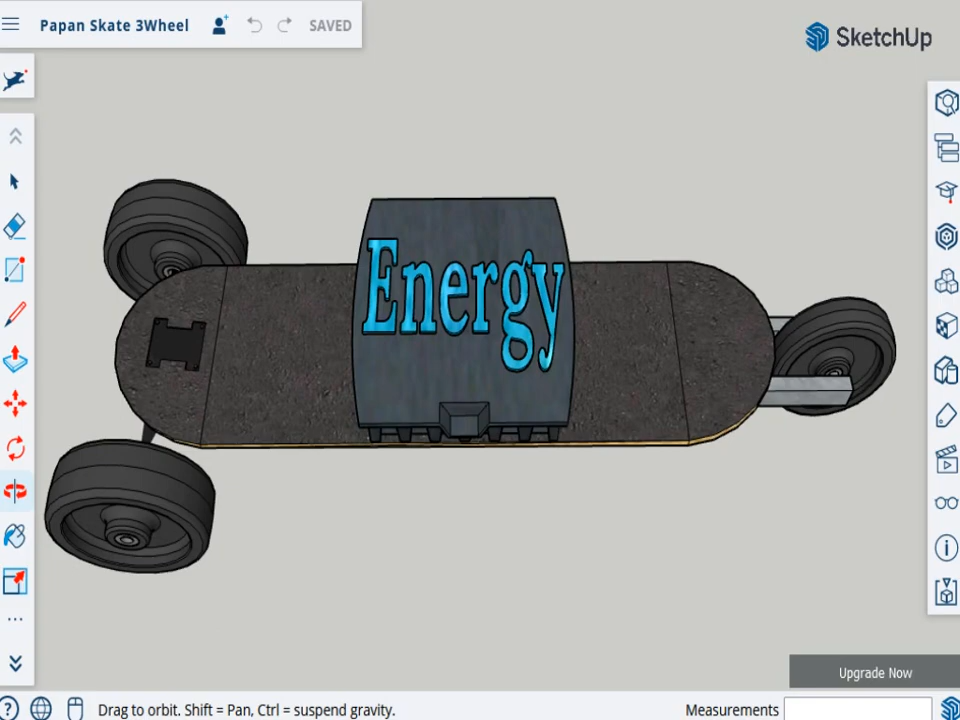 Papan Skate 3Wheel
SAVED
SketchUp
Energy
Upgrade Now
Drag to orbit. Shift = Pan, Ctrl = suspend gravity.
Measurements